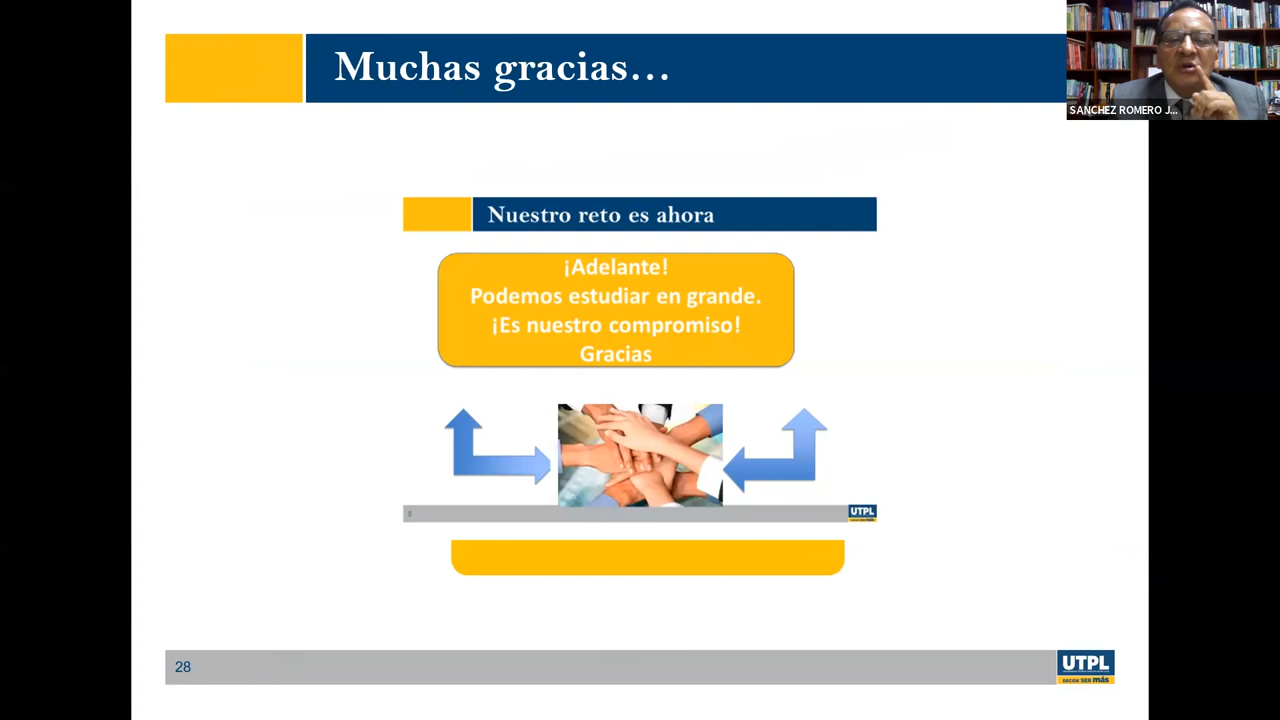 Muchas gracias...
SANCHEZ ROMERO J...
Nuestro reto es ahora
¡Adelante!
Podemos estudiar en grande.
¡Es nuestro compromiso!
Gracias
8
UTPL
28
UTPL
DECIDE SER más